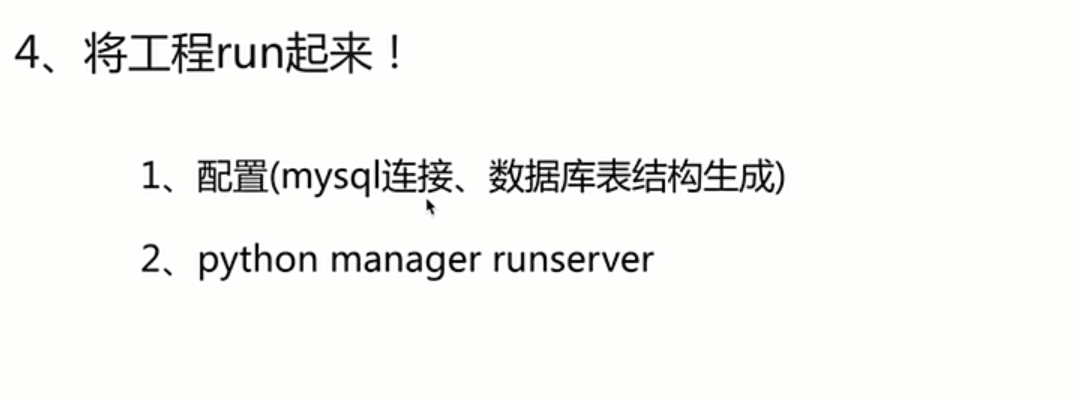 4、将工程run起来！
1、配置(mysql连接、数据库表结构生成)
2、python manager runserver